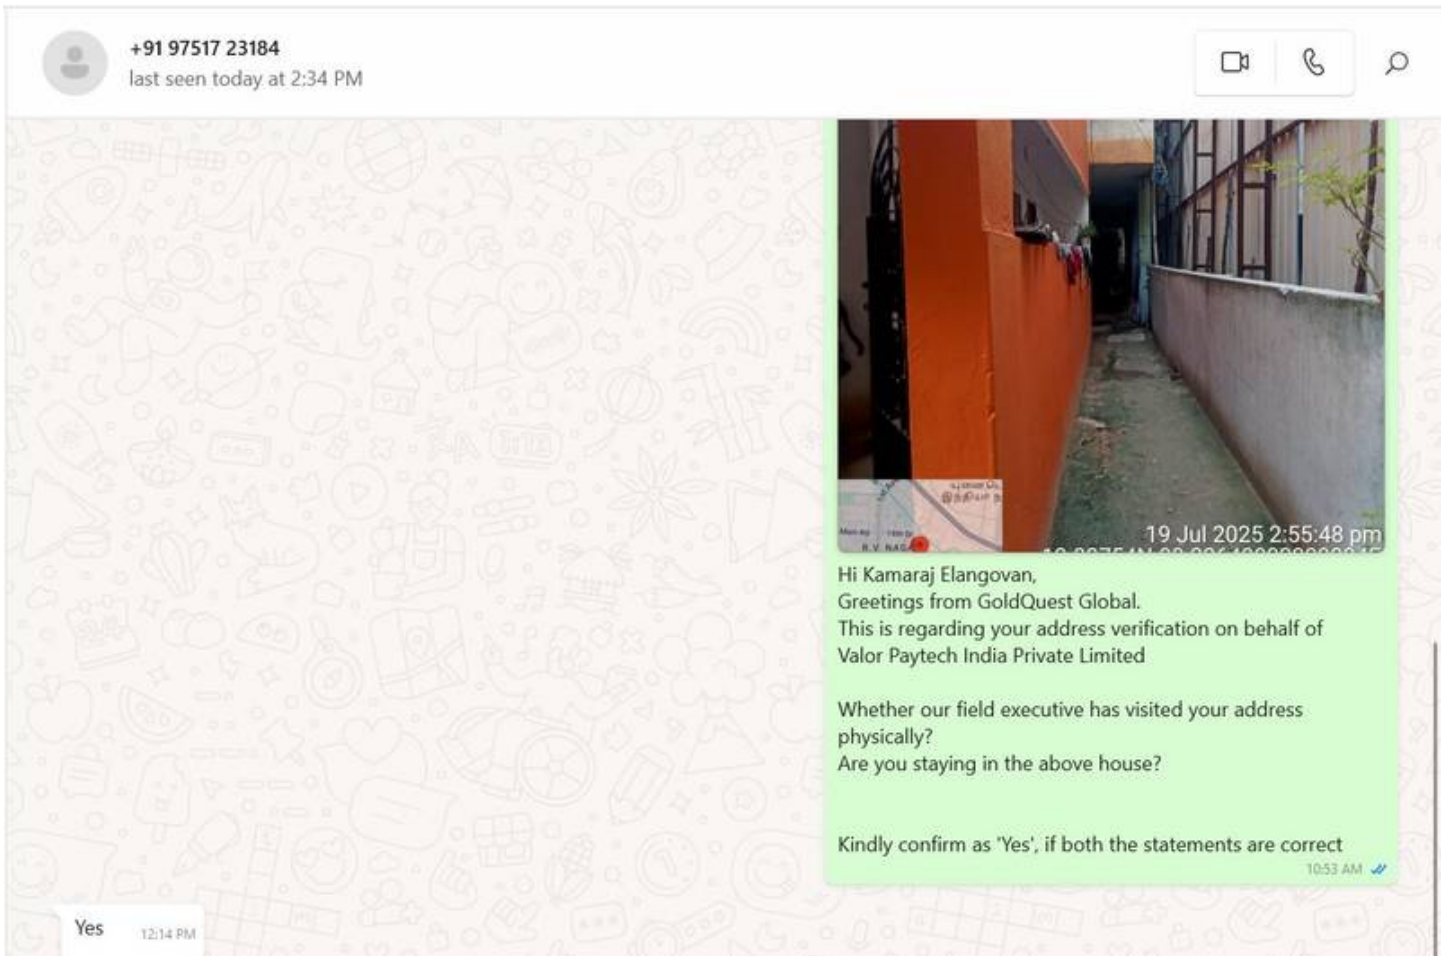 +91 97517 23184
last seen today at 2:34 PM
19 Jul 2025 2:55:48 pm
Hi Kamaraj Elangovan,
Greetings from GoldQuest Global.
This is regarding your address verification on behalf of
Valor Paytech India Private Limited
Whether our field executive has visited your address
physically?
Are you staying in the above house?
Kindly confirm as 'Yes', if both the statements are correct
10:53 AM
Yes
12:14 PM